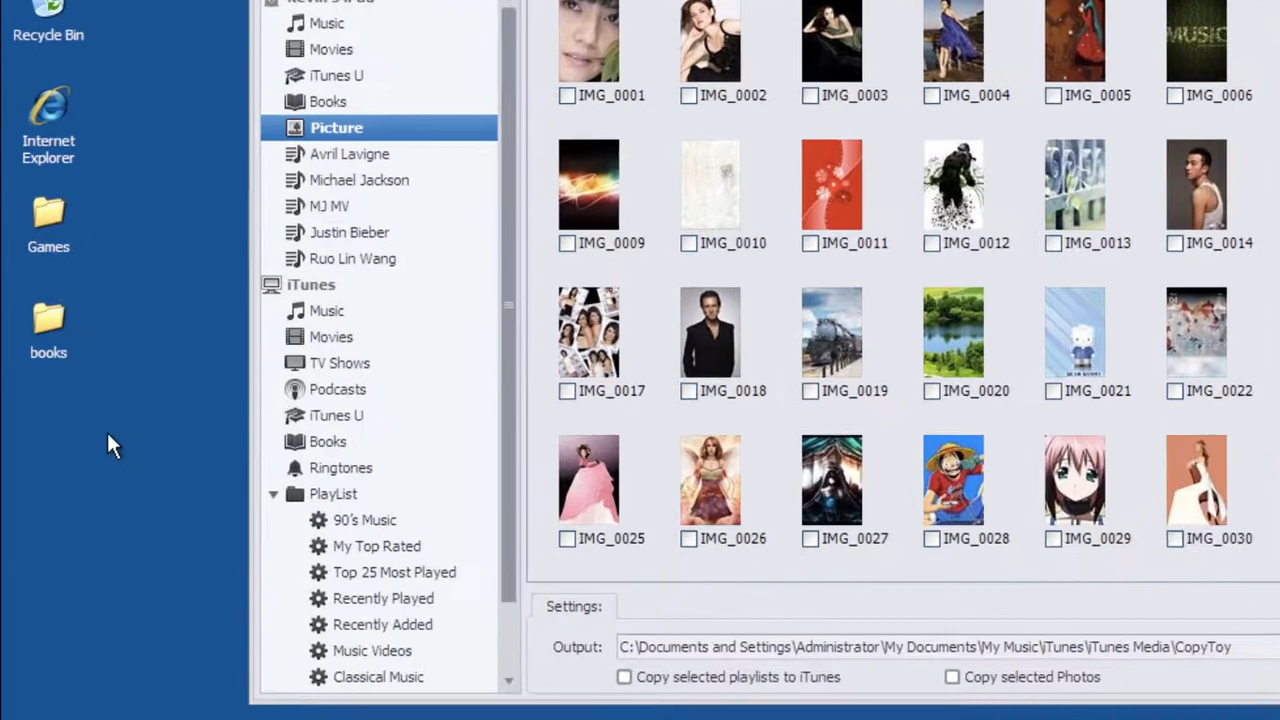 Recycle Bin
Internet
Explorer
Games
books
Kevin's iPad
Music
Movies
iTunes U
Books
Picture
Avril Lavigne
Michael Jackson
MJ MV
Justin Bieber
Ruo Lin Wang
iTunes
Music
Movies
TV Shows
Podcasts
iTunes U
Books
Ringtones
PlayList
90's Music
My Top Rated
Top 25 Most Played
Recently Played
Recently Added
Music Videos
Classical Music
MUSIC
IMG_0001 IMG_0002 IMG_0003 IMG_0004 IMG_0005 IMG_0006
IMG_0009 IMG_0010 IMG_0011 IMG_0012 IMG_0013 IMG_0014
IMG_0017 IMG_0018 IMG_0019 IMG_0020 IMG_0021 IMG_0022
IMG_0025 IMG_0026 IMG_0027 IMG_0028 IMG_0029 IMG_0030
Settings:
Output: C:\Documents and Settings\Administrator\My Documents\My Music\iTunes\iTunes Media\CopyToy
Copy selected playlists to iTunes Copy selected Photos